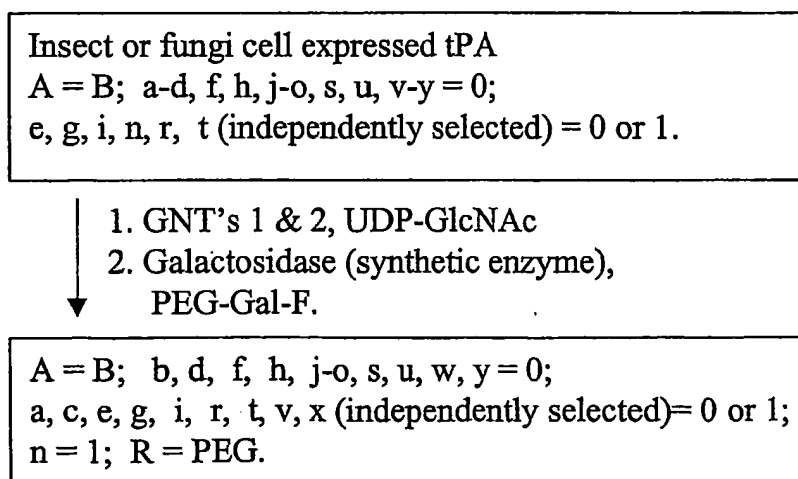 Insect or fungi cell expressed tPA
A = B; a-d, f, h, j-o, s, u, v-y = 0;
e, g, i, n, r, t (independently selected) = 0 or 1.
1. GNT's 1 & 2, UDP-GlcNAc
2. Galactosidase (synthetic enzyme),
PEG-Gal-F.
A = B; b, d, f, h, j-o, s, u, w, y = 0;
a, c, e, g, i, r, t, v, x (independently selected)= 0 or 1;
n = 1; R = PEG.